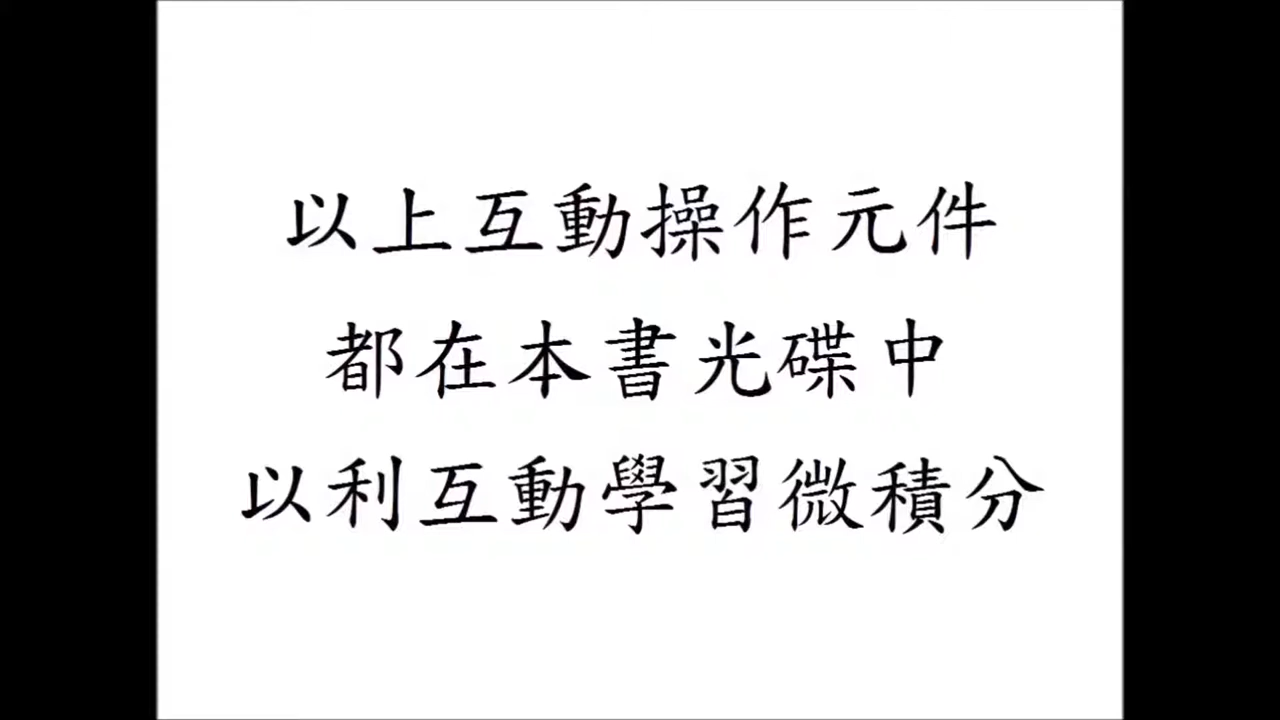 以上互動操作元件
都在本書光碟中
以利互動學習微積分